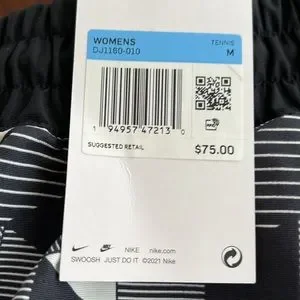 WOMENS TENNIS
DJ1160-010 M
1 94957 47213 0
SUGGESTED RETAIL $75.00
NIKE nike.com
SWOOSH JUST DO IT ©2021 Nike